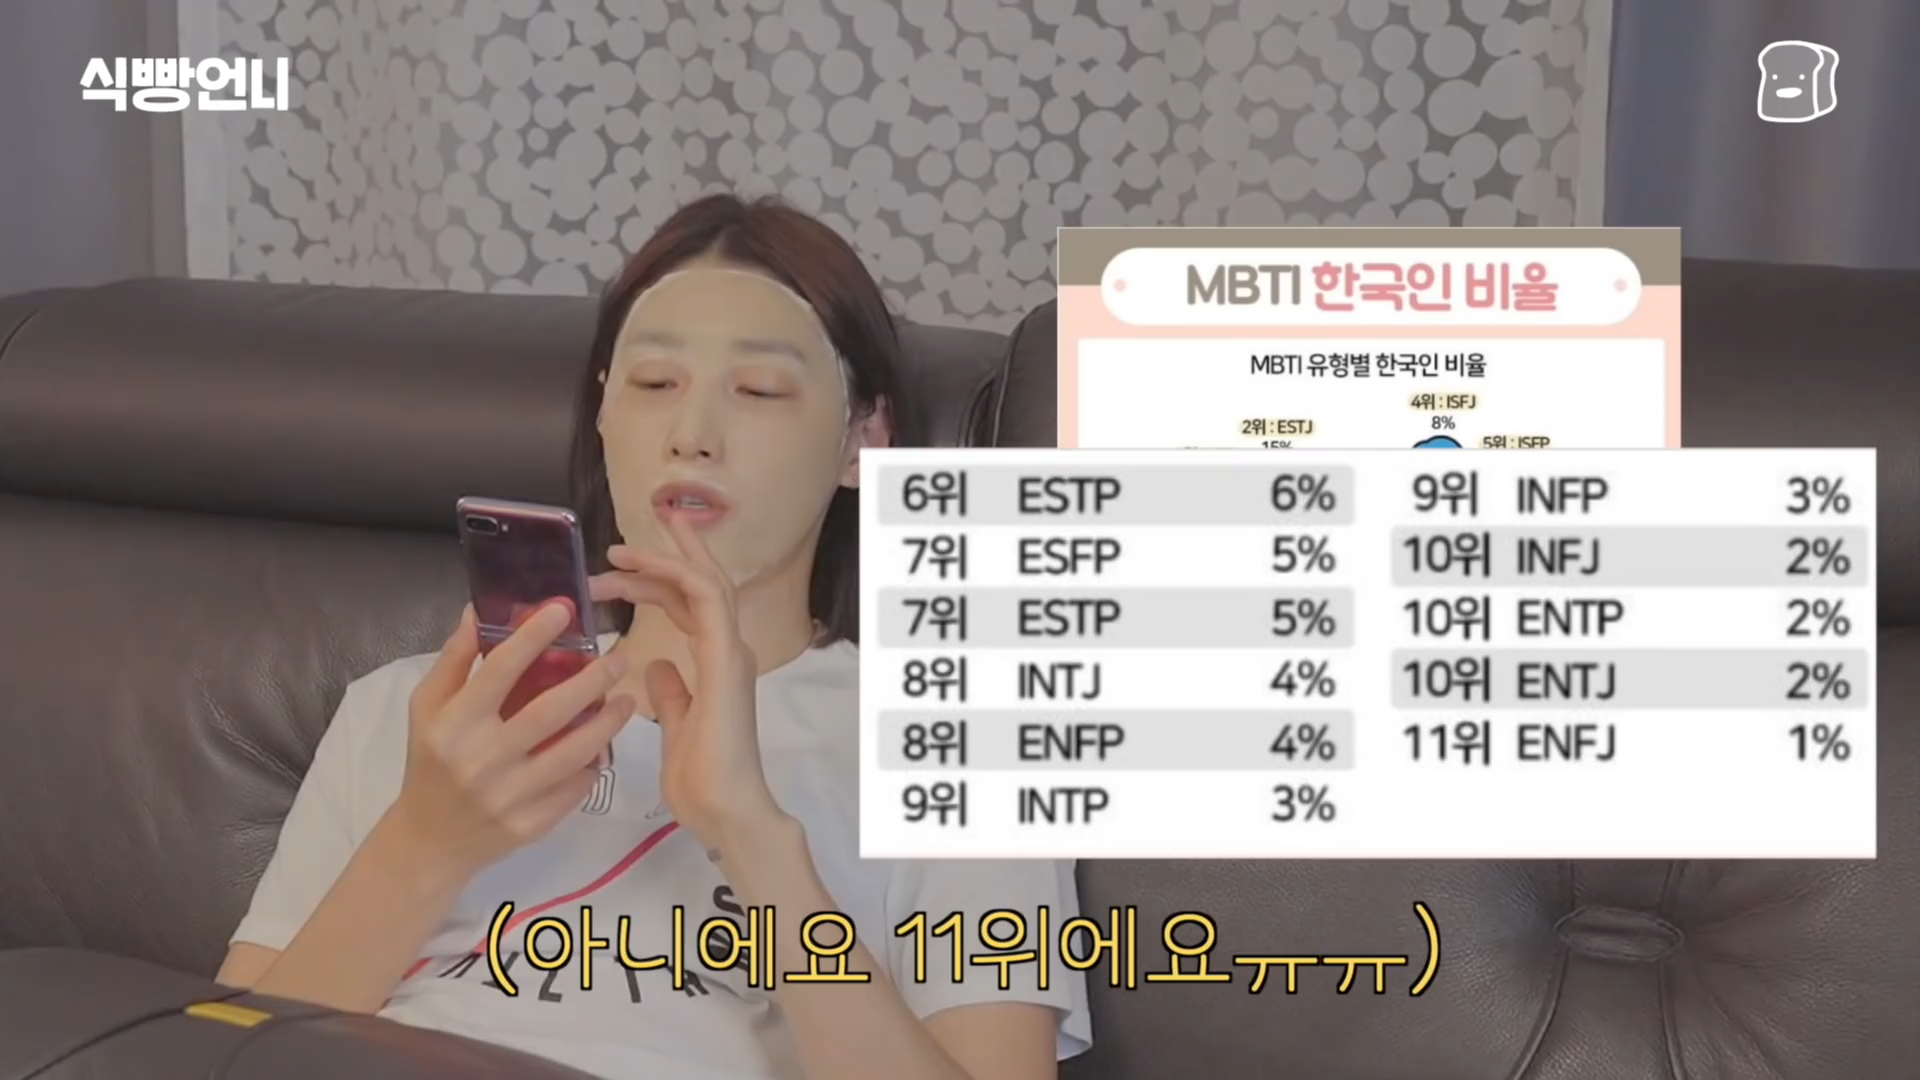 식빵언니
MBTI 한국인 비율
MBTI 유형별 한국인 비율
4위 : ISFJ
8%
2위 : ESTJ
15%
5위 : ISFP
6위 ESTP 6%
7위 ESFP 5%
7위 ESTP 5%
8위 INTJ 4%
8위 ENFP 4%
9위 INTP 3%
9위 INFP 3%
10위 INFJ 2%
10위 ENTP 2%
10위 ENTJ 2%
11위 ENFJ 1%
(아니에요 11위에요ㅠㅠ)